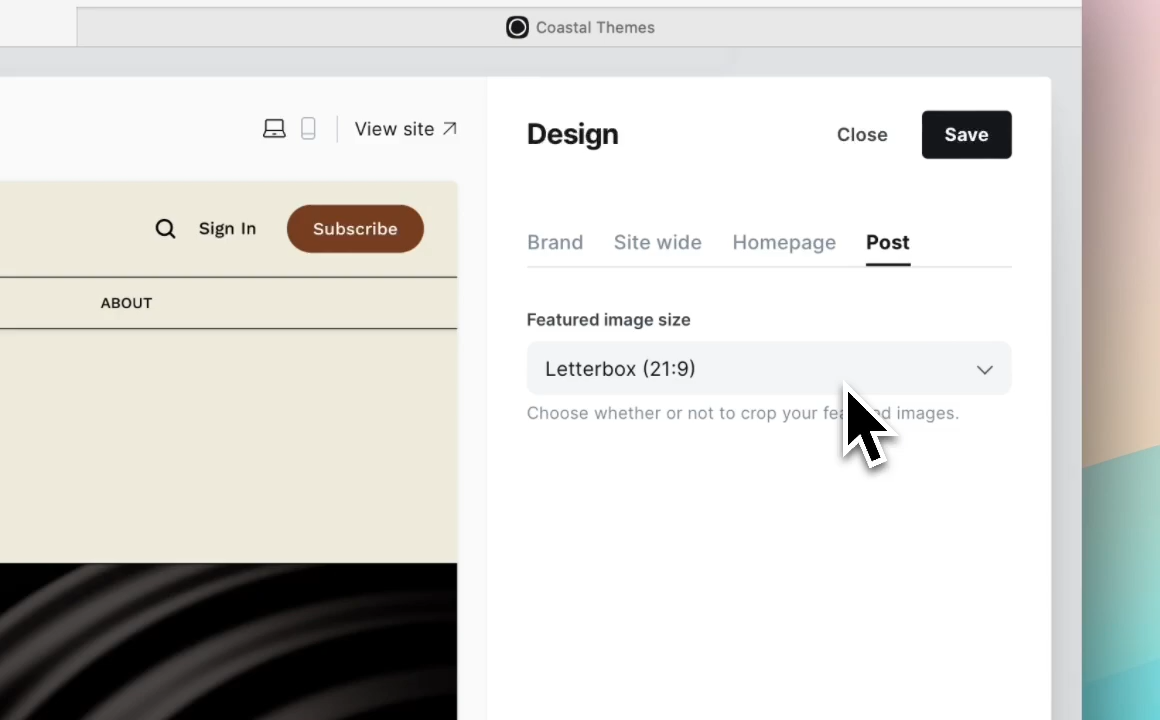 Coastal Themes
View site
Design
Close
Save
Sign In
Subscribe
Brand
Site wide
Homepage
Post
ABOUT
Featured image size
Letterbox (21:9)
Choose whether or not to crop your fea    d images.